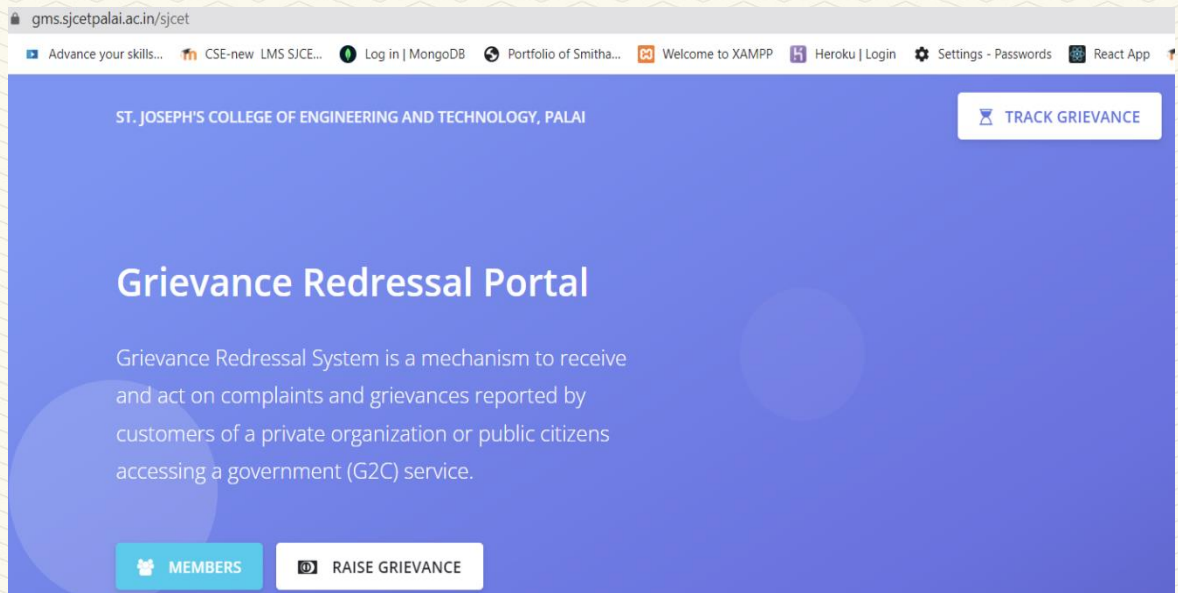 gms.sjcetpalai.ac.in/sjcet
Advance your skills... CSE-new LMS SJCE... Log in | MongoDB Portfolio of Smitha... Welcome to XAMPP Heroku | Login Settings - Passwords React App
ST. JOSEPH'S COLLEGE OF ENGINEERING AND TECHNOLOGY, PALAI
TRACK GRIEVANCE
Grievance Redressal Portal
Grievance Redressal System is a mechanism to receive
and act on complaints and grievances reported by
customers of a private organization or public citizens
accessing a government (G2C) service.
MEMBERS RAISE GRIEVANCE